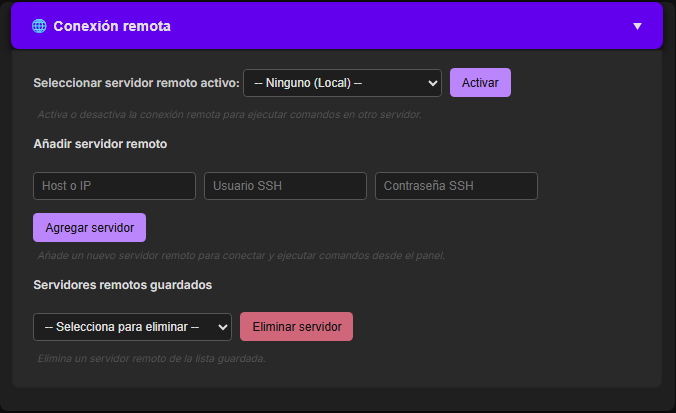 🌐 Conexión remota ▼
Seleccionar servidor remoto activo: -- Ninguno (Local) -- Activar
Activa o desactiva la conexión remota para ejecutar comandos en otro servidor.
Añadir servidor remoto
Host o IP Usuario SSH Contraseña SSH
Agregar servidor
Añade un nuevo servidor remoto para conectar y ejecutar comandos desde el panel.
Servidores remotos guardados
-- Selecciona para eliminar -- Eliminar servidor
Elimina un servidor remoto de la lista guardada.